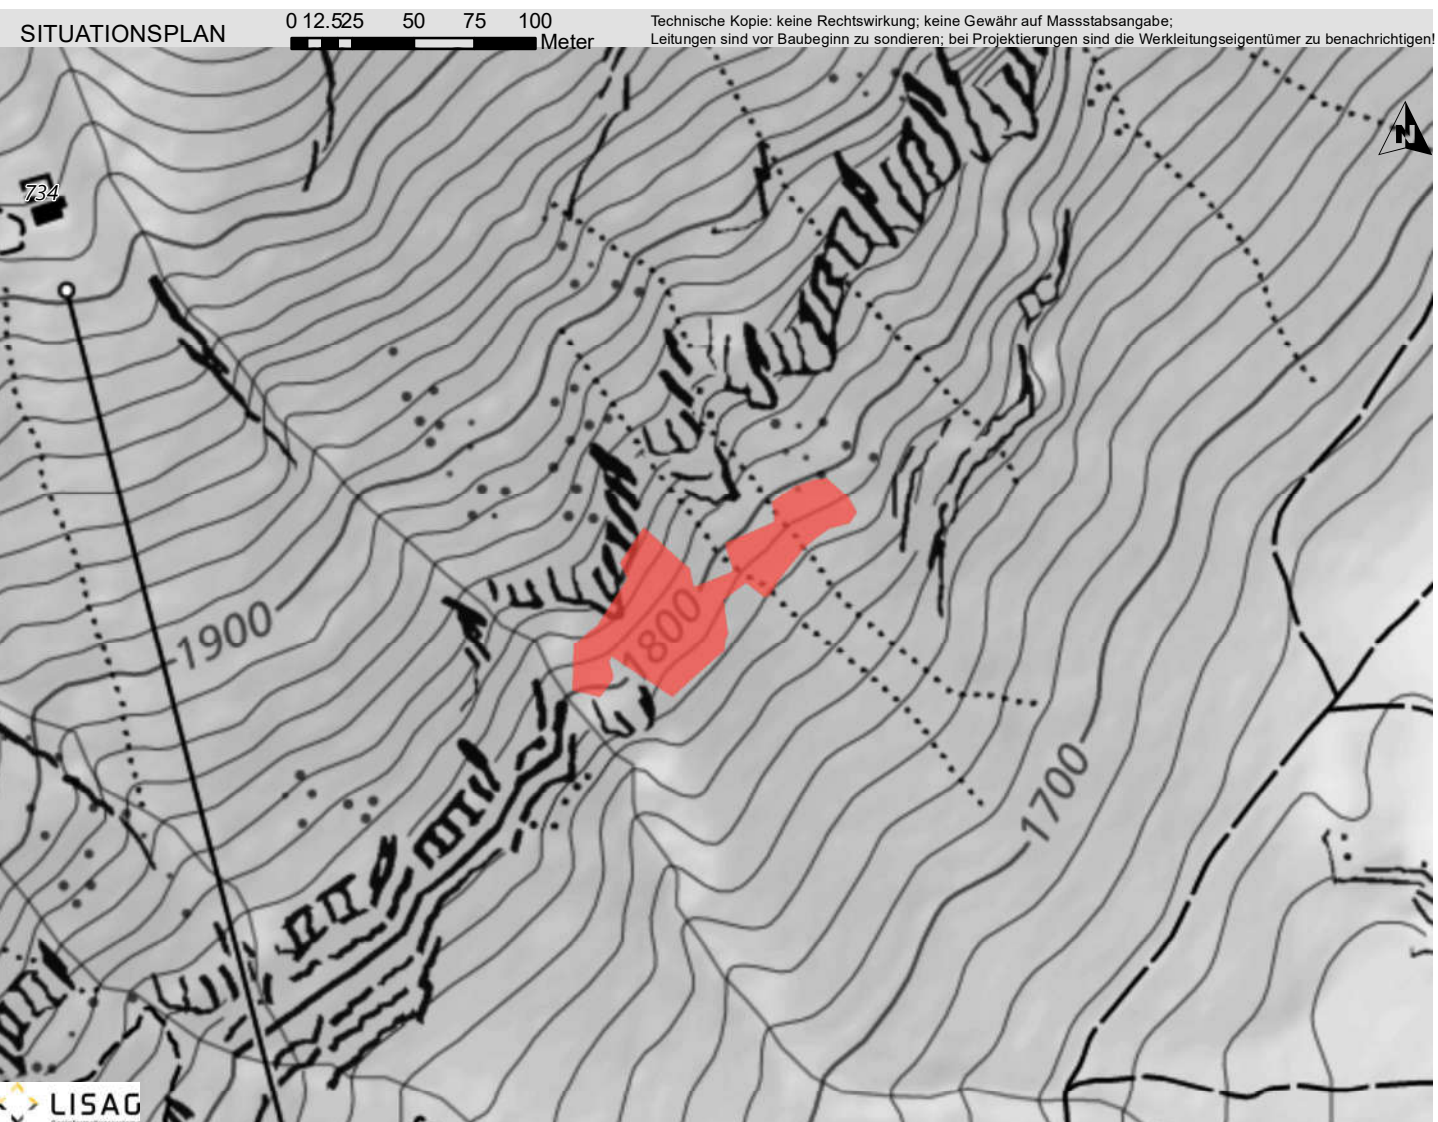 SITUATIONSPLAN
0 12.525 50 75 100
Meter
Technische Kopie: keine Rechtswirkung; keine Gewähr auf Massstabsangabe;
Leitungen sind vor Baubeginn zu sondieren; bei Projektierungen sind die Werkleitungseigentümer zu benachrichtigen!
N
734
1900
1800
1700
LISAG